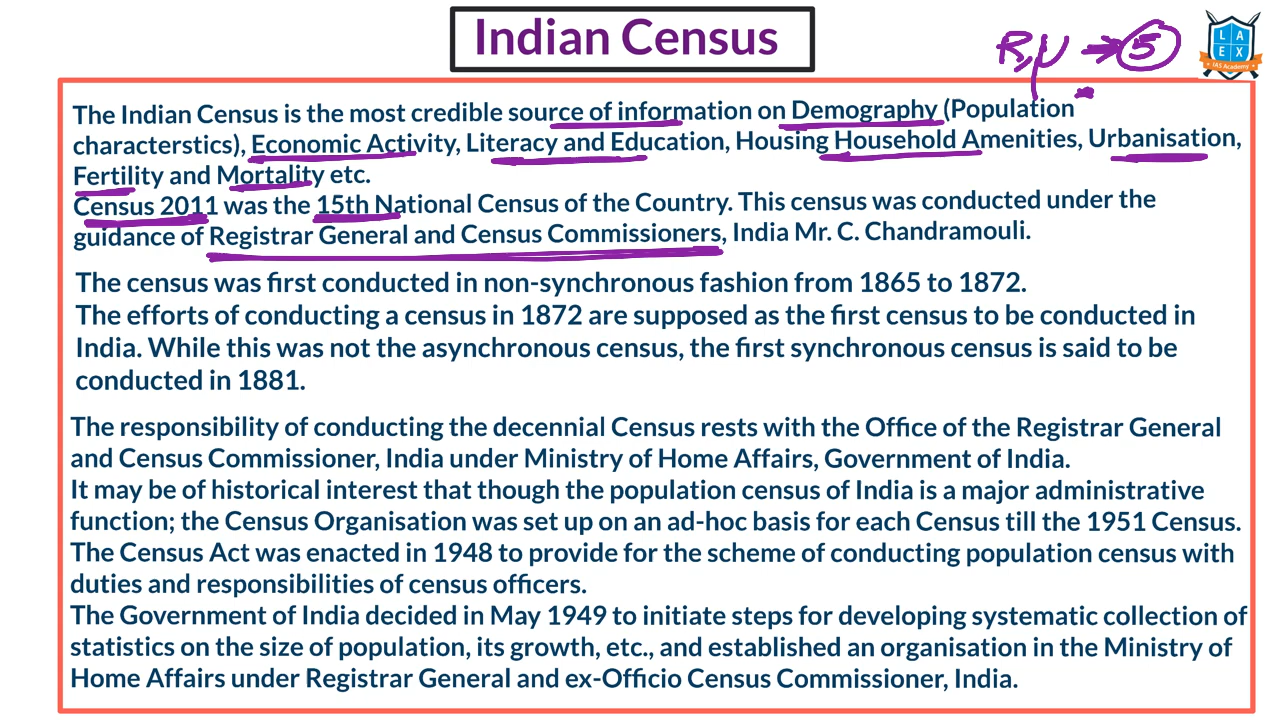 Indian Census
R,U → 5
L A
E X
IAS Academy
The Indian Census is the most credible source of information on Demography (Population
characterstics), Economic Activity, Literacy and Education, Housing Household Amenities, Urbanisation,
Fertility and Mortality etc.
Census 2011 was the 15th National Census of the Country. This census was conducted under the
guidance of Registrar General and Census Commissioners, India Mr. C. Chandramouli.
The census was first conducted in non-synchronous fashion from 1865 to 1872.
The efforts of conducting a census in 1872 are supposed as the first census to be conducted in
India. While this was not the asynchronous census, the first synchronous census is said to be
conducted in 1881.
The responsibility of conducting the decennial Census rests with the Office of the Registrar General
and Census Commissioner, India under Ministry of Home Affairs, Government of India.
It may be of historical interest that though the population census of India is a major administrative
function; the Census Organisation was set up on an ad-hoc basis for each Census till the 1951 Census.
The Census Act was enacted in 1948 to provide for the scheme of conducting population census with
duties and responsibilities of census officers.
The Government of India decided in May 1949 to initiate steps for developing systematic collection of
statistics on the size of population, its growth, etc., and established an organisation in the Ministry of
Home Affairs under Registrar General and ex-Officio Census Commissioner, India.